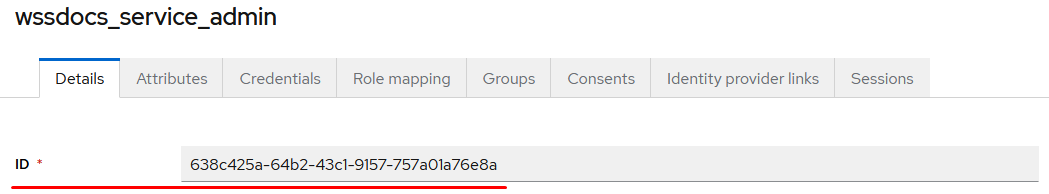 wssdocs_service_admin
Details Attributes Credentials Role mapping Groups Consents Identity provider links Sessions
ID * 638c425a-64b2-43c1-9157-757a01a76e8a